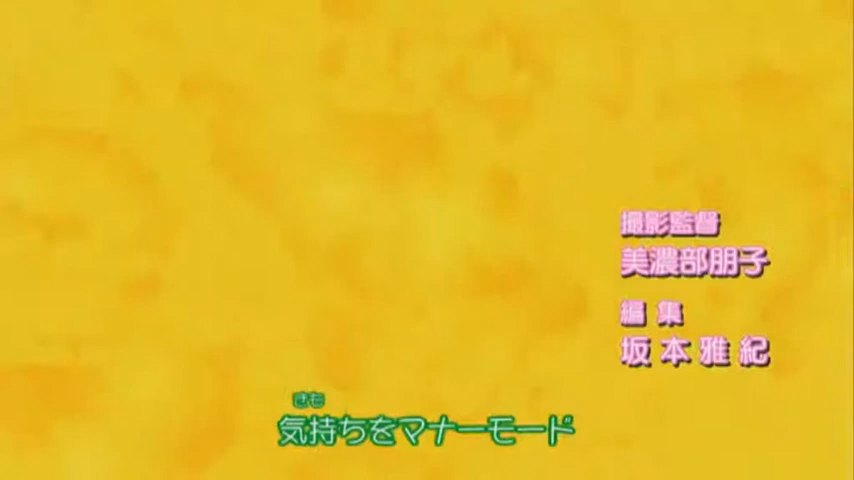 撮影監督
美濃部朋子
編集
坂本雅紀
きも
気持ちをマナーモード